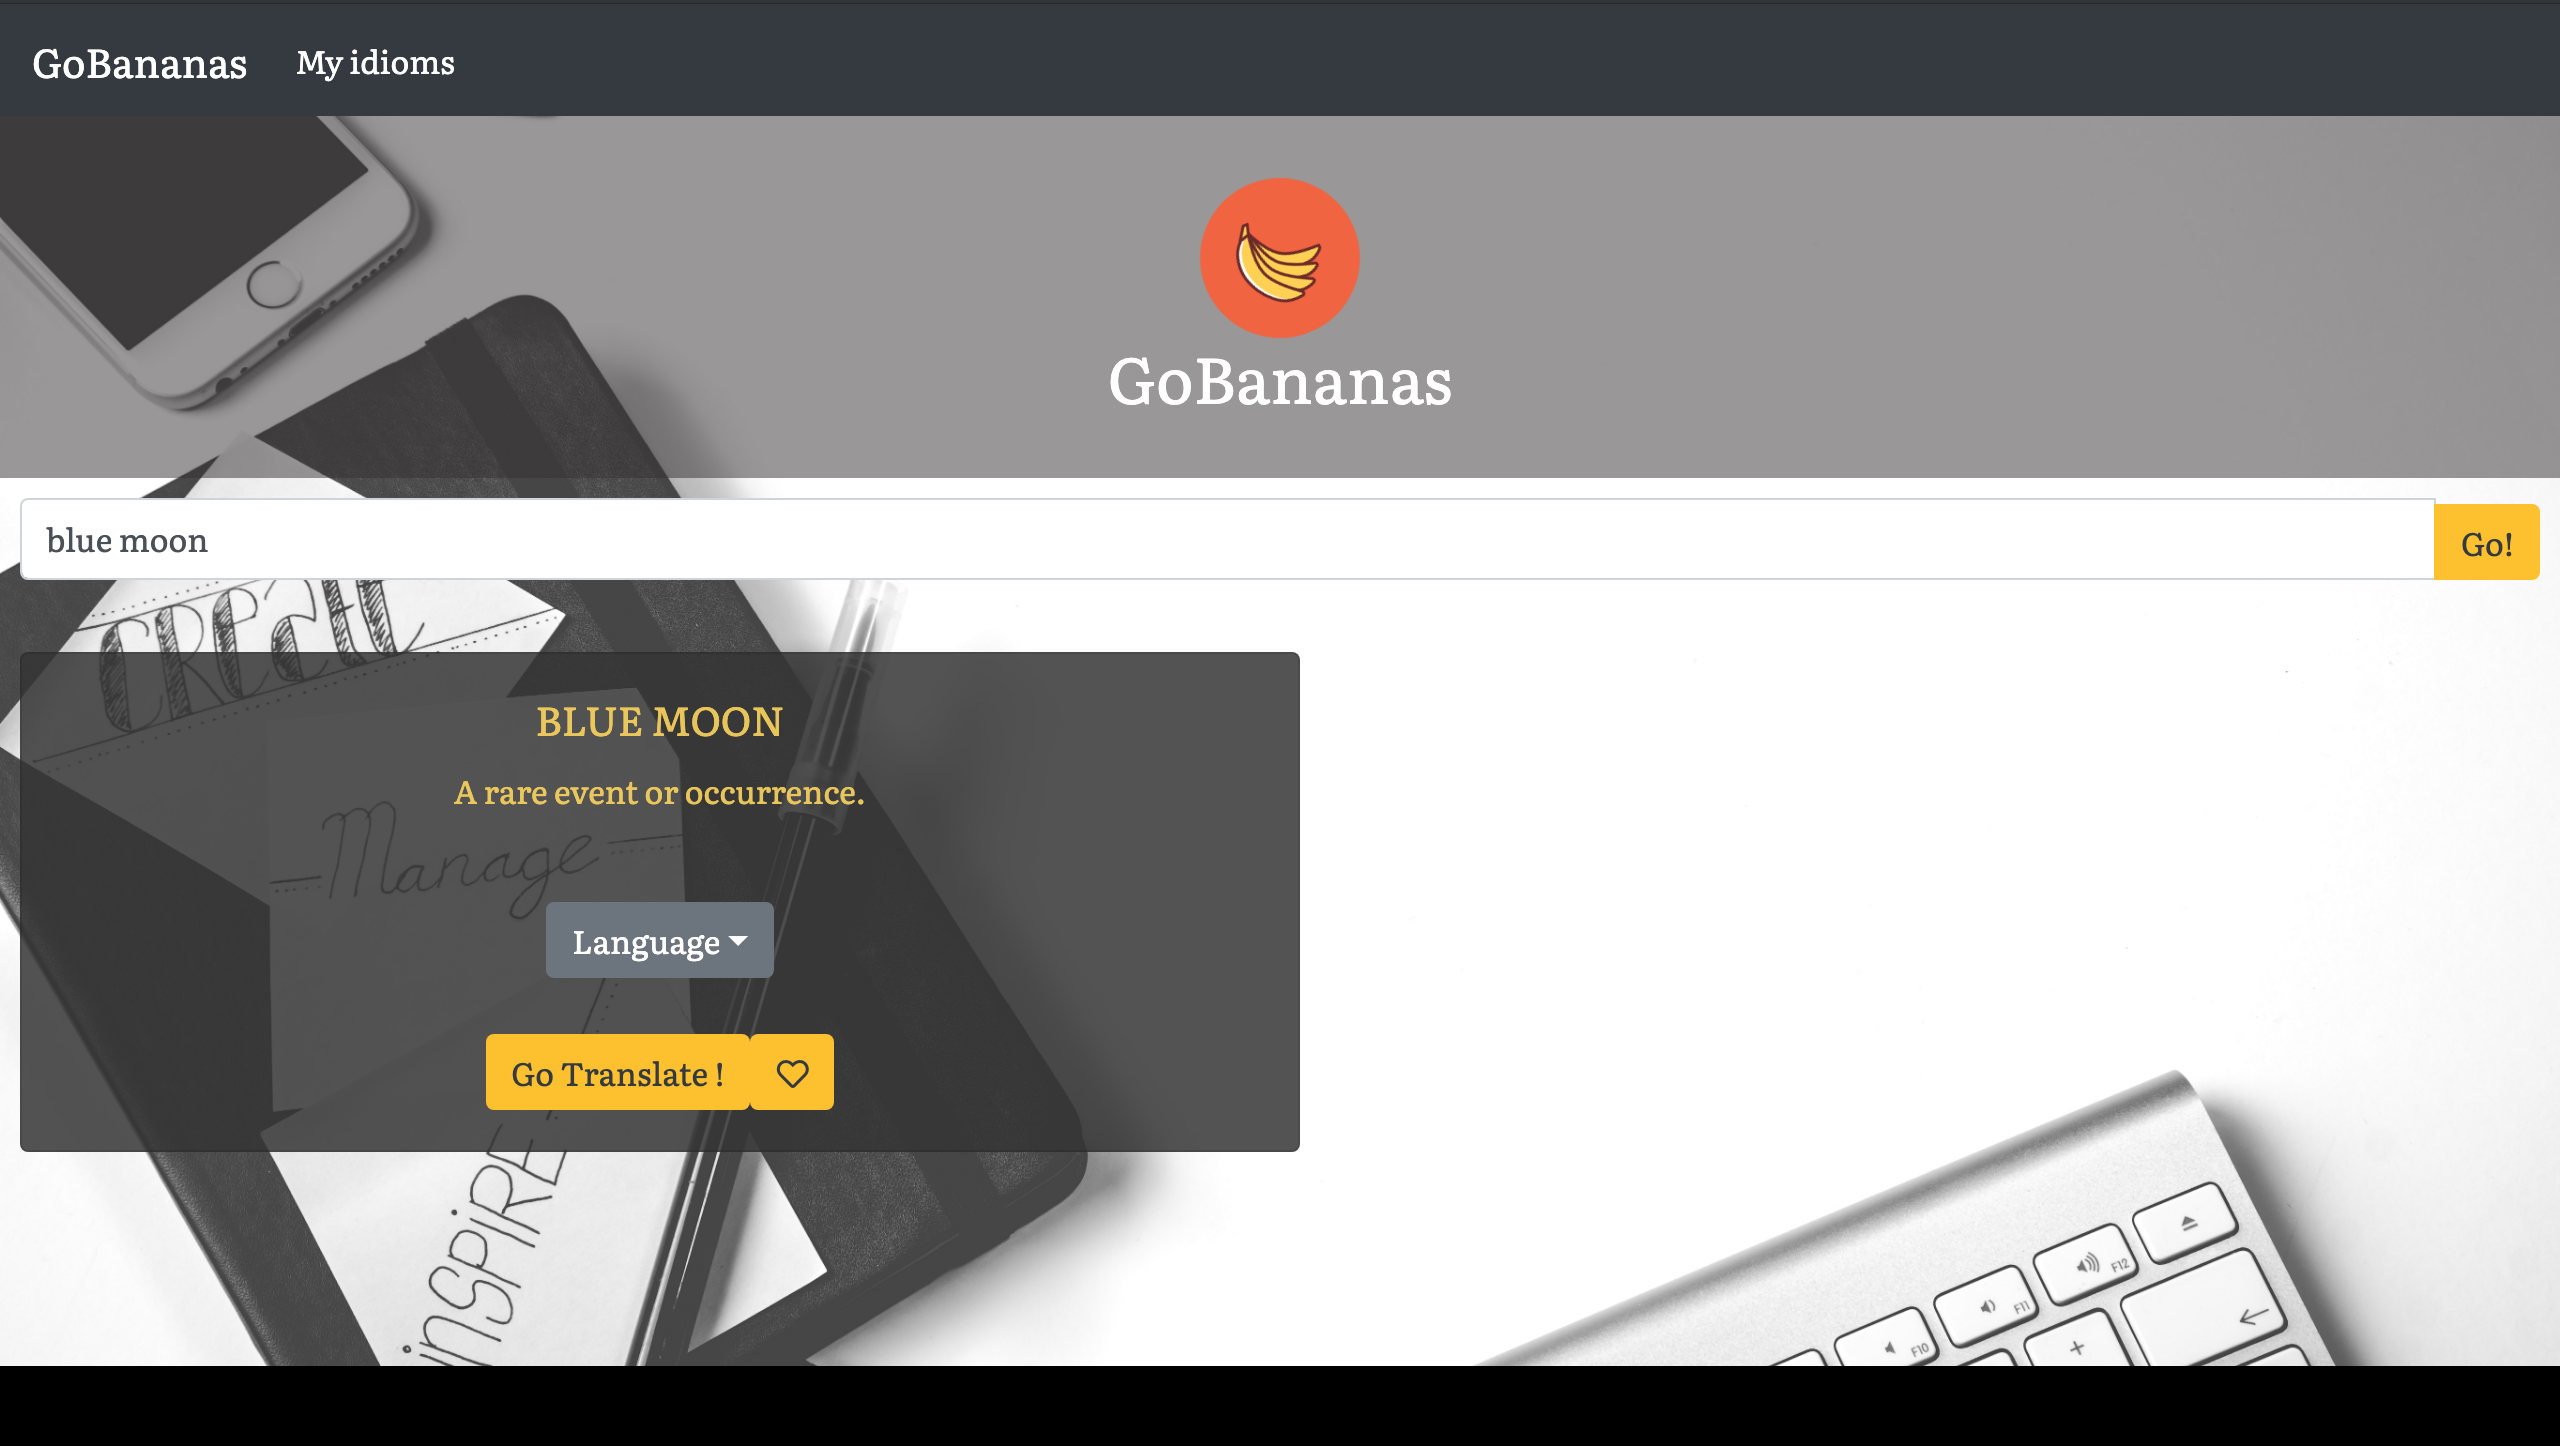 GoBananas My idioms
GoBananas
blue moon Go!
CREATE
BLUE MOON
A rare event or occurrence.
Manage
Language
Go Translate !
INSPIRE
F12
F11
F10
+